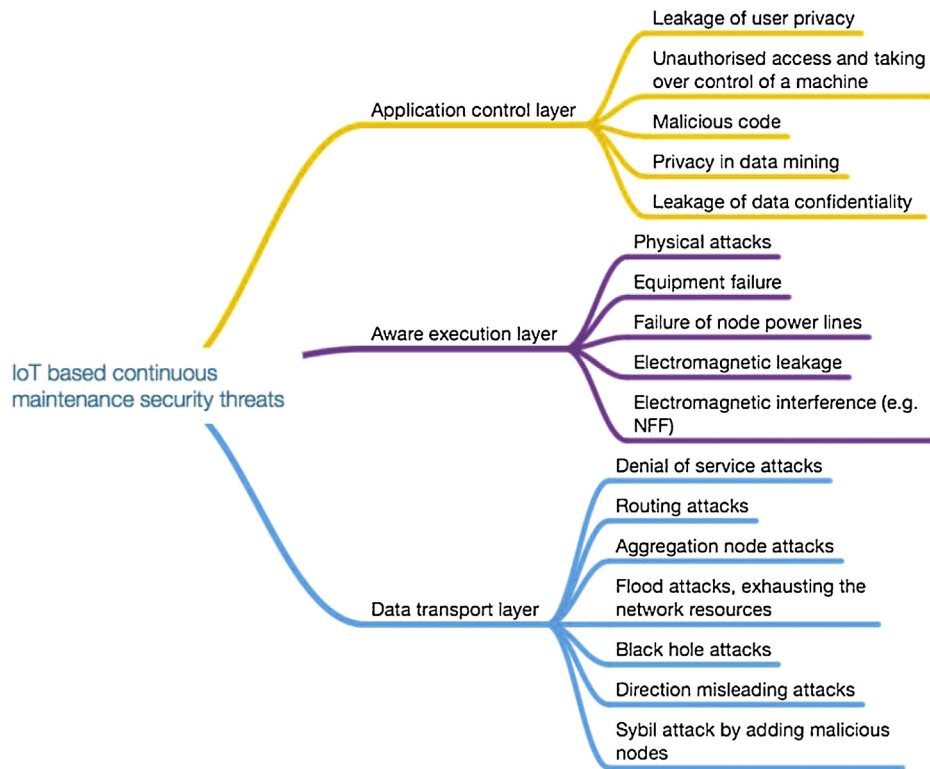 Leakage of user privacy
Unauthorised access and taking
over control of a machine
Application control layer
Malicious code
Privacy in data mining
Leakage of data confidentiality
Physical attacks
Equipment failure
Failure of node power lines
Aware execution layer
Electromagnetic leakage
Electromagnetic interference (e.g.
NFF)
IoT based continuous
maintenance security threats
Denial of service attacks
Routing attacks
Aggregation node attacks
Flood attacks, exhausting the
network resources
Data transport layer
Black hole attacks
Direction misleading attacks
Sybil attack by adding malicious
nodes